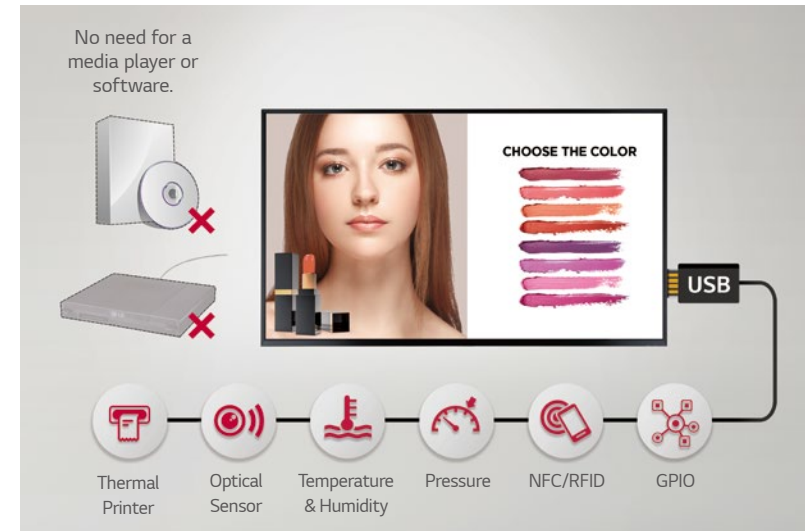 No need for a
media player or
software.
CHOOSE THE COLOR
USB
Thermal
Printer
Optical
Sensor
Temperature
& Humidity
Pressure
NFC/RFID
GPIO